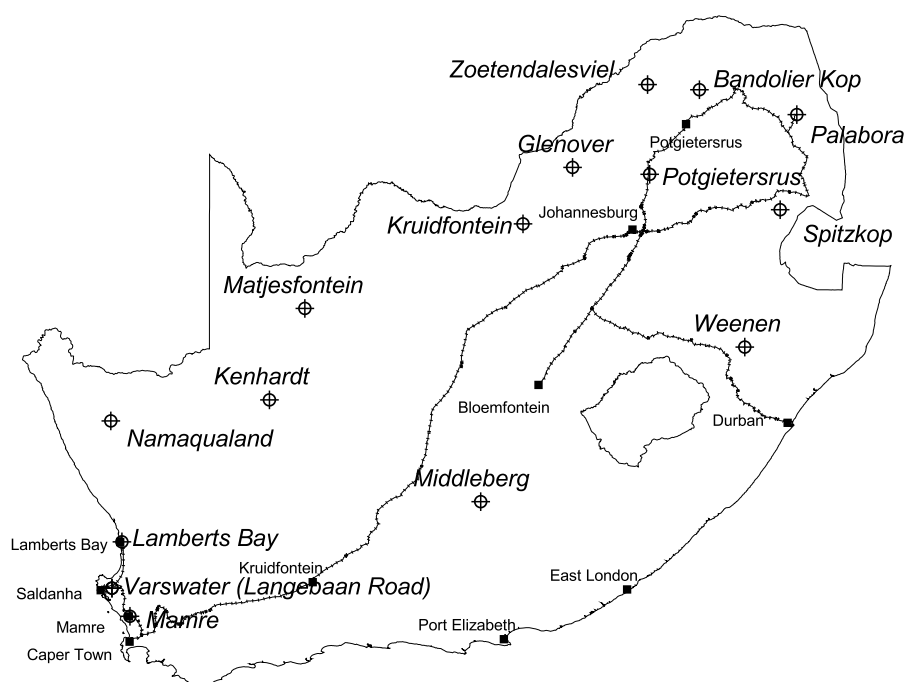 Zoetendalesviel
Bandolier Kop
Palabora
Potgietersrus
Glenover
Potgietersrus
Johannesburg
Kruidfontein
Spitzkop
Matjesfontein
Weenen
Kenhardt
Bloemfontein
Durban
Namaqualand
Middleberg
Lamberts Bay
Lamberts Bay
Kruidfontein
East London
Varswater (Langebaan Road)
Saldanha
Mamre
Mamre
Port Elizabeth
Caper Town